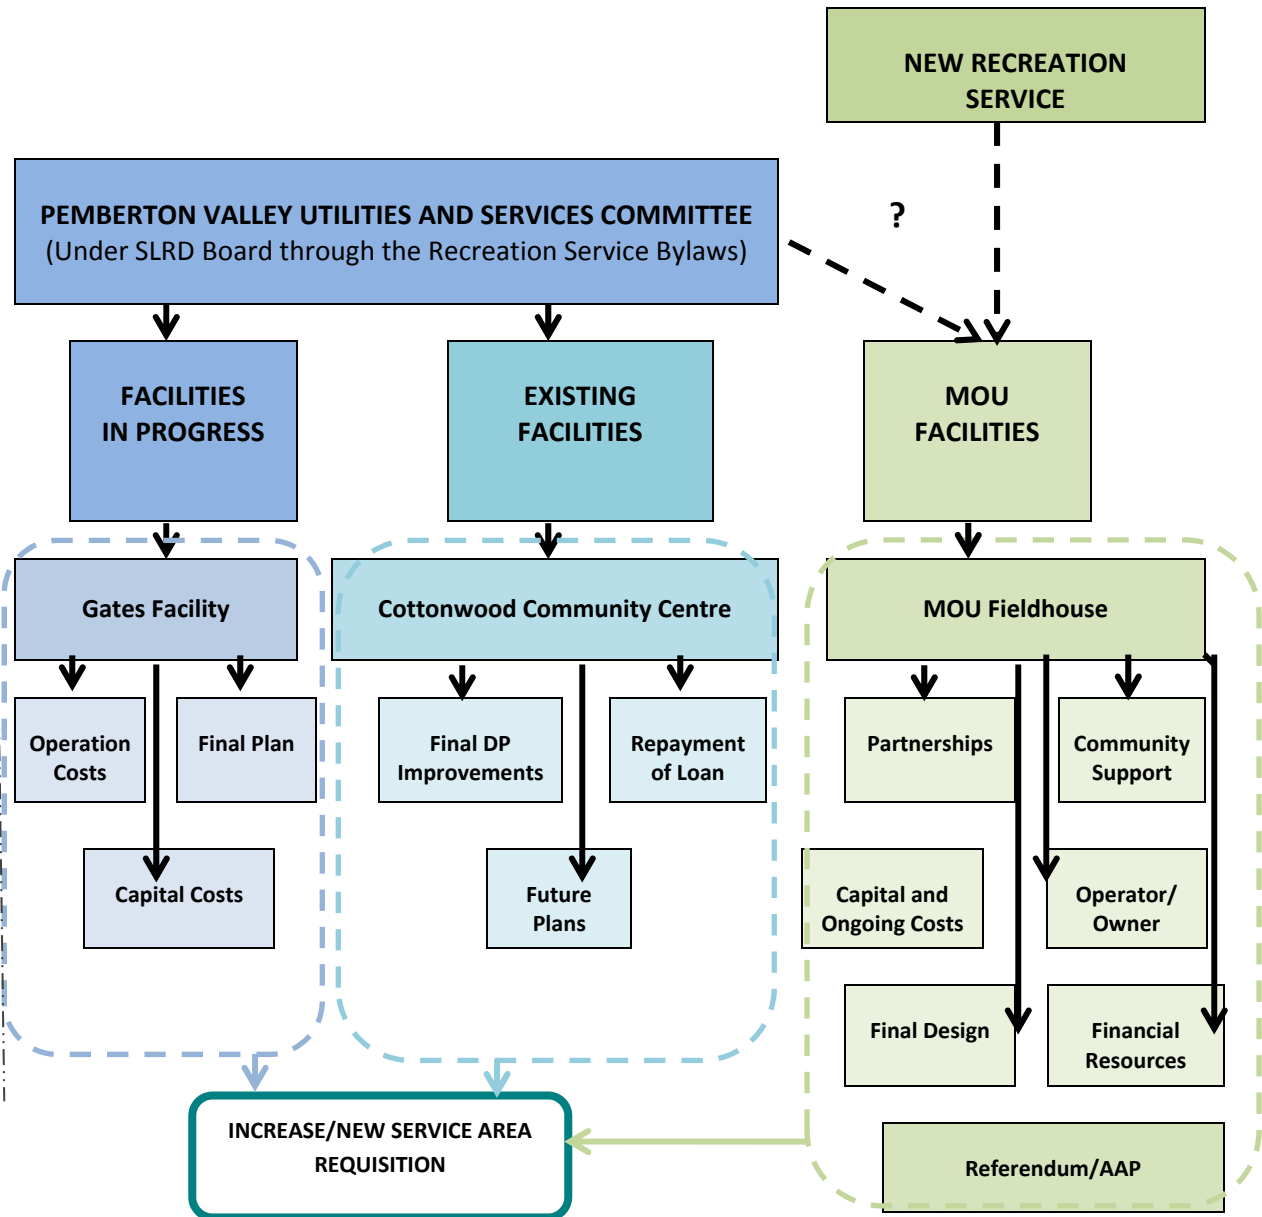 NEW RECREATION
SERVICE
PEMBERTON VALLEY UTILITIES AND SERVICES COMMITTEE
(Under SLRD Board through the Recreation Service Bylaws)
?
FACILITIES
IN PROGRESS
EXISTING
FACILITIES
MOU
FACILITIES
Gates Facility
Cottonwood Community Centre
MOU Fieldhouse
Operation
Costs
Final Plan
Final DP
Improvements
Repayment
of Loan
Partnerships
Community
Support
Capital Costs
Future
Plans
Capital and
Ongoing Costs
Operator/
Owner
Final Design
Financial
Resources
INCREASE/NEW SERVICE AREA
REQUISITION
Referendum/AAP